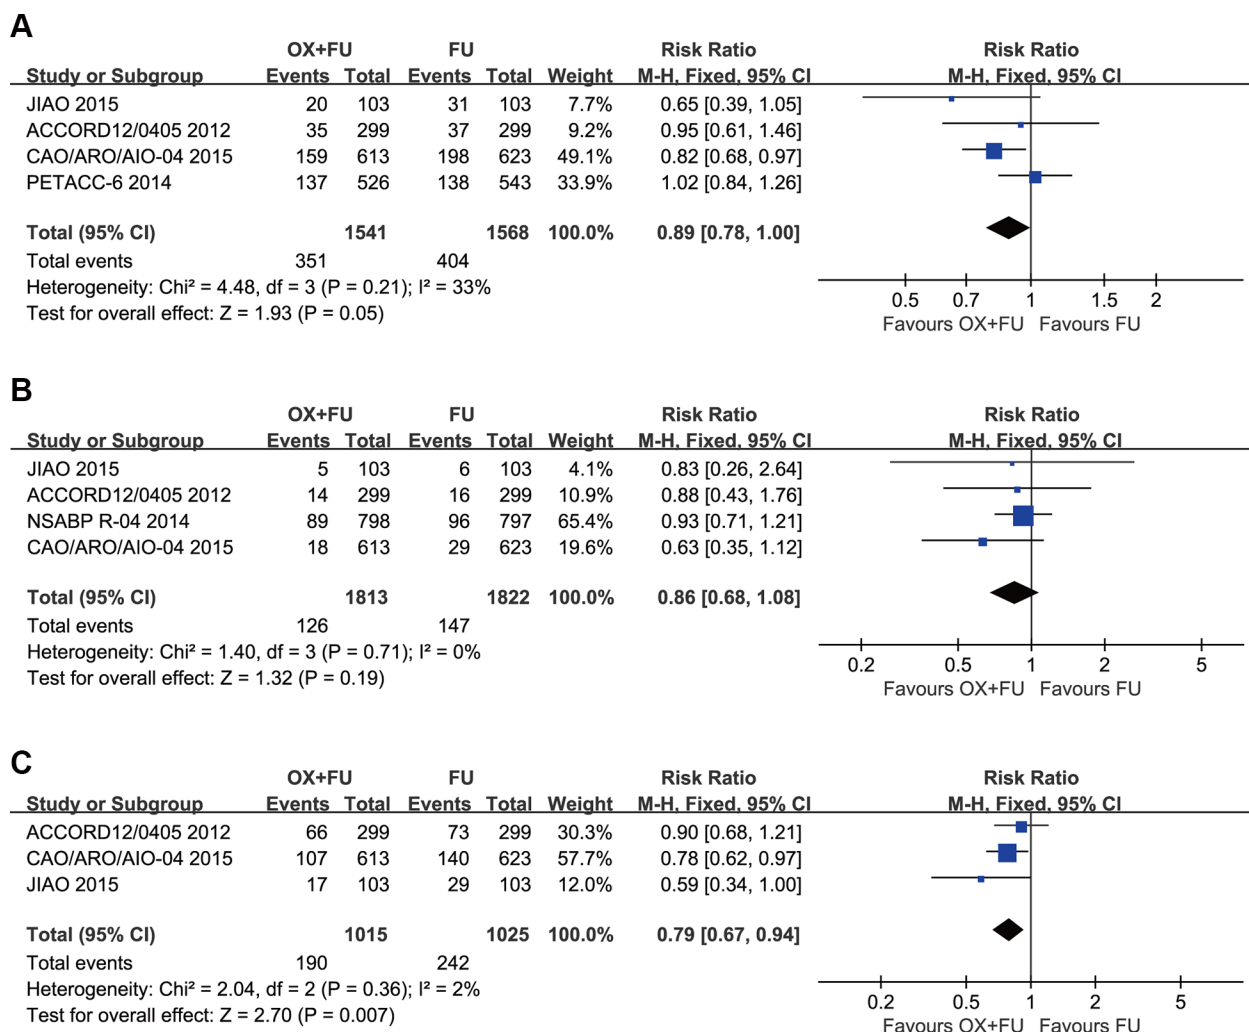 A
OX+FU FU Risk Ratio Risk Ratio
Study or Subgroup Events Total Events Total Weight M-H, Fixed, 95% CI M-H, Fixed, 95% CI
JIAO 2015 20 103 31 103 7.7% 0.65 [0.39, 1.05]
ACCORD12/0405 2012 35 299 37 299 9.2% 0.95 [0.61, 1.46]
CAO/ARO/AIO-04 2015 159 613 198 623 49.1% 0.82 [0.68, 0.97]
PETACC-6 2014 137 526 138 543 33.9% 1.02 [0.84, 1.26]
Total (95% CI) 1541 1568 100.0% 0.89 [0.78, 1.00]
Total events 351 404
Heterogeneity: Chi² = 4.48, df = 3 (P = 0.21); I² = 33%
Test for overall effect: Z = 1.93 (P = 0.05)
0.5 0.7 1 1.5 2
Favours OX+FU Favours FU
B
OX+FU FU Risk Ratio Risk Ratio
Study or Subgroup Events Total Events Total Weight M-H, Fixed, 95% CI M-H, Fixed, 95% CI
JIAO 2015 5 103 6 103 4.1% 0.83 [0.26, 2.64]
ACCORD12/0405 2012 14 299 16 299 10.9% 0.88 [0.43, 1.76]
NSABP R-04 2014 89 798 96 797 65.4% 0.93 [0.71, 1.21]
CAO/ARO/AIO-04 2015 18 613 29 623 19.6% 0.63 [0.35, 1.12]
Total (95% CI) 1813 1822 100.0% 0.86 [0.68, 1.08]
Total events 126 147
Heterogeneity: Chi² = 1.40, df = 3 (P = 0.71); I² = 0%
Test for overall effect: Z = 1.32 (P = 0.19)
0.2 0.5 1 2 5
Favours OX+FU Favours FU
C
OX+FU FU Risk Ratio Risk Ratio
Study or Subgroup Events Total Events Total Weight M-H, Fixed, 95% CI M-H, Fixed, 95% CI
ACCORD12/0405 2012 66 299 73 299 30.3% 0.90 [0.68, 1.21]
CAO/ARO/AIO-04 2015 107 613 140 623 57.7% 0.78 [0.62, 0.97]
JIAO 2015 17 103 29 103 12.0% 0.59 [0.34, 1.00]
Total (95% CI) 1015 1025 100.0% 0.79 [0.67, 0.94]
Total events 190 242
Heterogeneity: Chi² = 2.04, df = 2 (P = 0.36); I² = 2%
Test for overall effect: Z = 2.70 (P = 0.007)
0.2 0.5 1 2 5
Favours OX+FU Favours FU